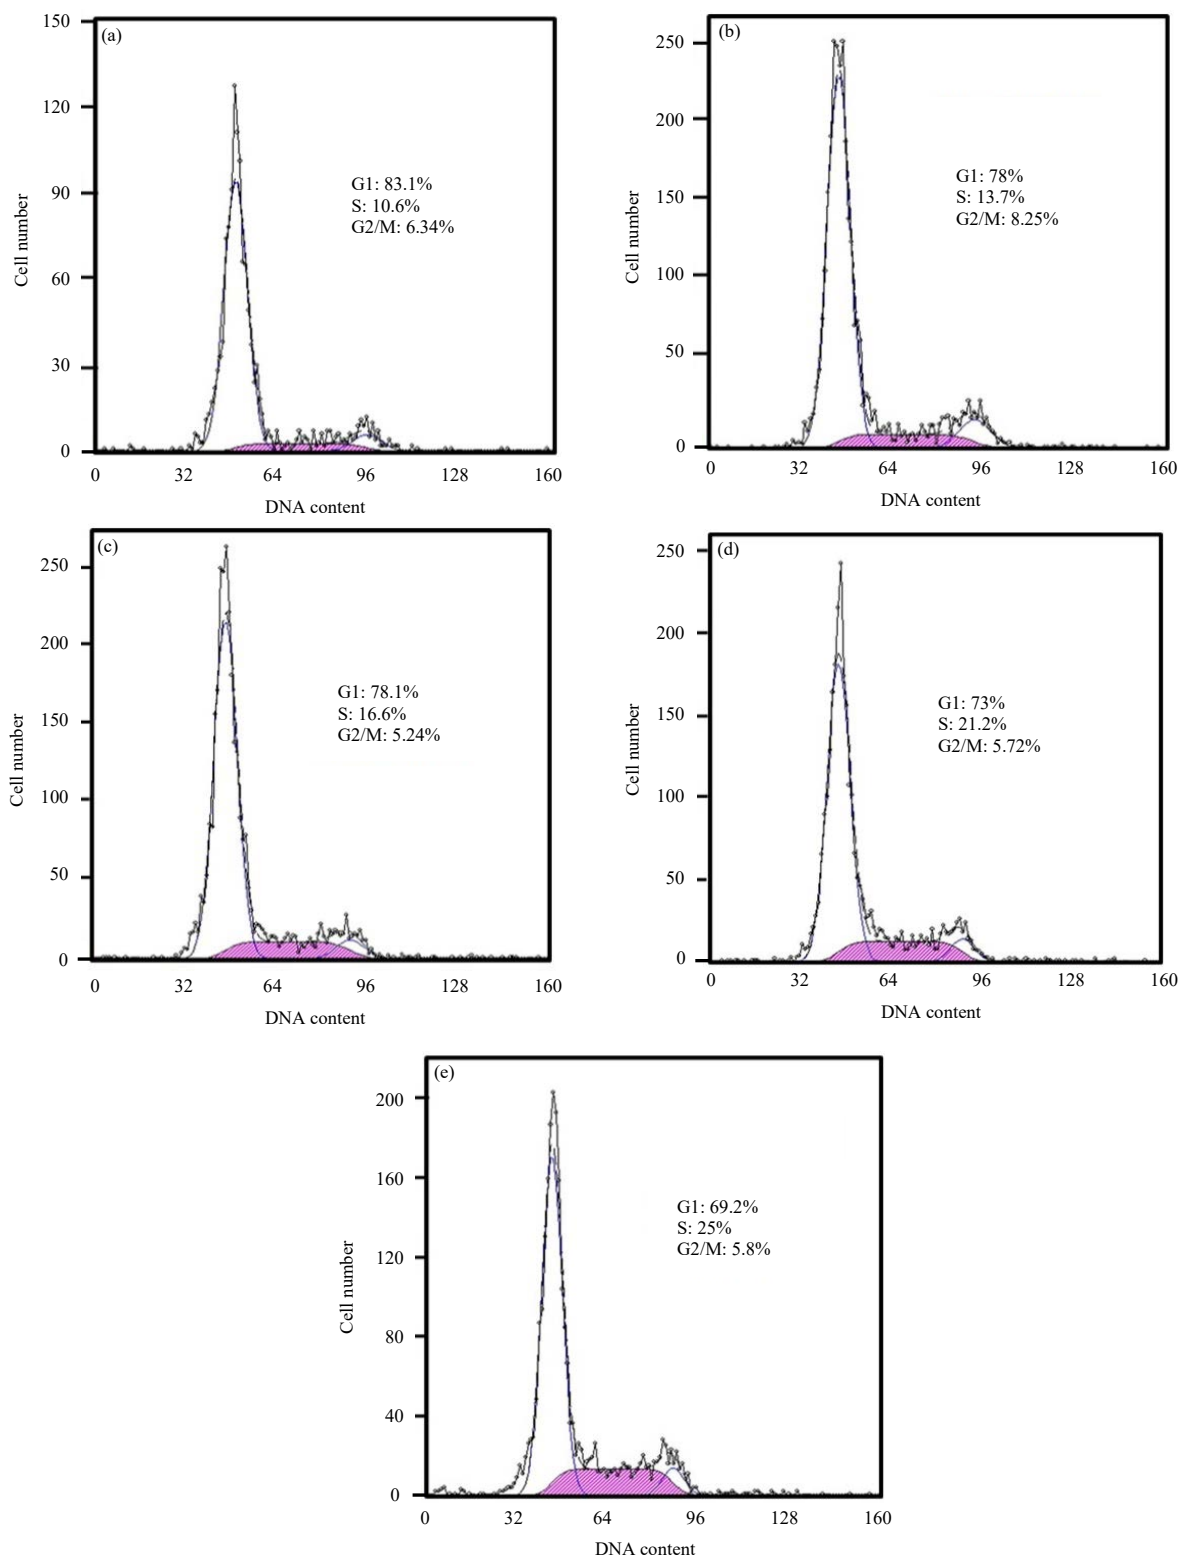 (a)
150
120
90
60
30
0
Cell number
G1: 83.1%
S: 10.6%
G2/M: 6.34%
0 32 64 96 128 160
DNA content
(b)
250
200
150
100
50
0
Cell number
G1: 78%
S: 13.7%
G2/M: 8.25%
0 32 64 96 128 160
DNA content
(c)
250
200
150
100
50
0
Cell number
G1: 78.1%
S: 16.6%
G2/M: 5.24%
0 32 64 96 128 160
DNA content
(d)
250
200
150
100
50
0
Cell number
G1: 73%
S: 21.2%
G2/M: 5.72%
0 32 64 96 128 160
DNA content
(e)
200
160
120
80
40
0
Cell number
G1: 69.2%
S: 25%
G2/M: 5.8%
0 32 64 96 128 160
DNA content